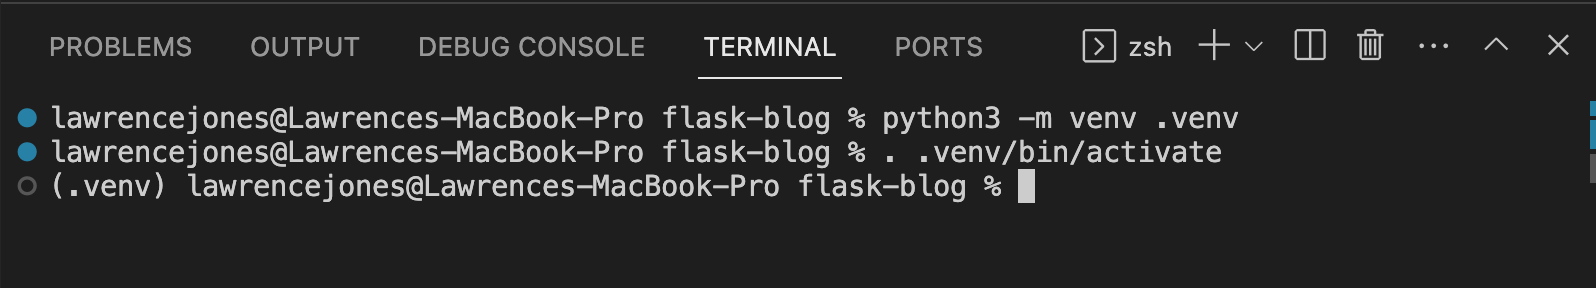 PROBLEMS OUTPUT DEBUG CONSOLE TERMINAL PORTS zsh
lawrencejones@Lawrences-MacBook-Pro flask-blog % python3 -m venv .venv
lawrencejones@Lawrences-MacBook-Pro flask-blog % . .venv/bin/activate
(.venv) lawrencejones@Lawrences-MacBook-Pro flask-blog %